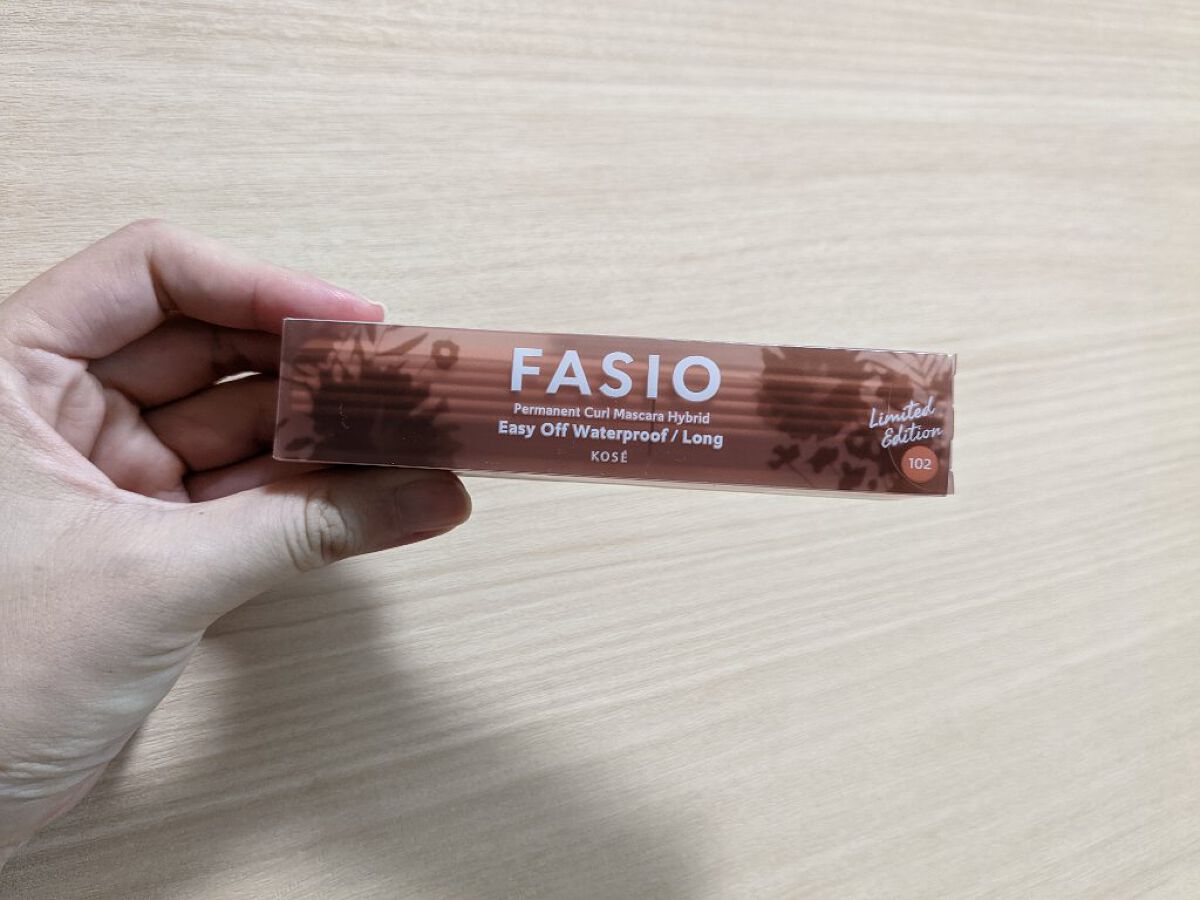 FASIO
Permanent Curl Mascara Hybrid
Easy Off Waterproof / Long
KOSÉ
Limited
Edition
102